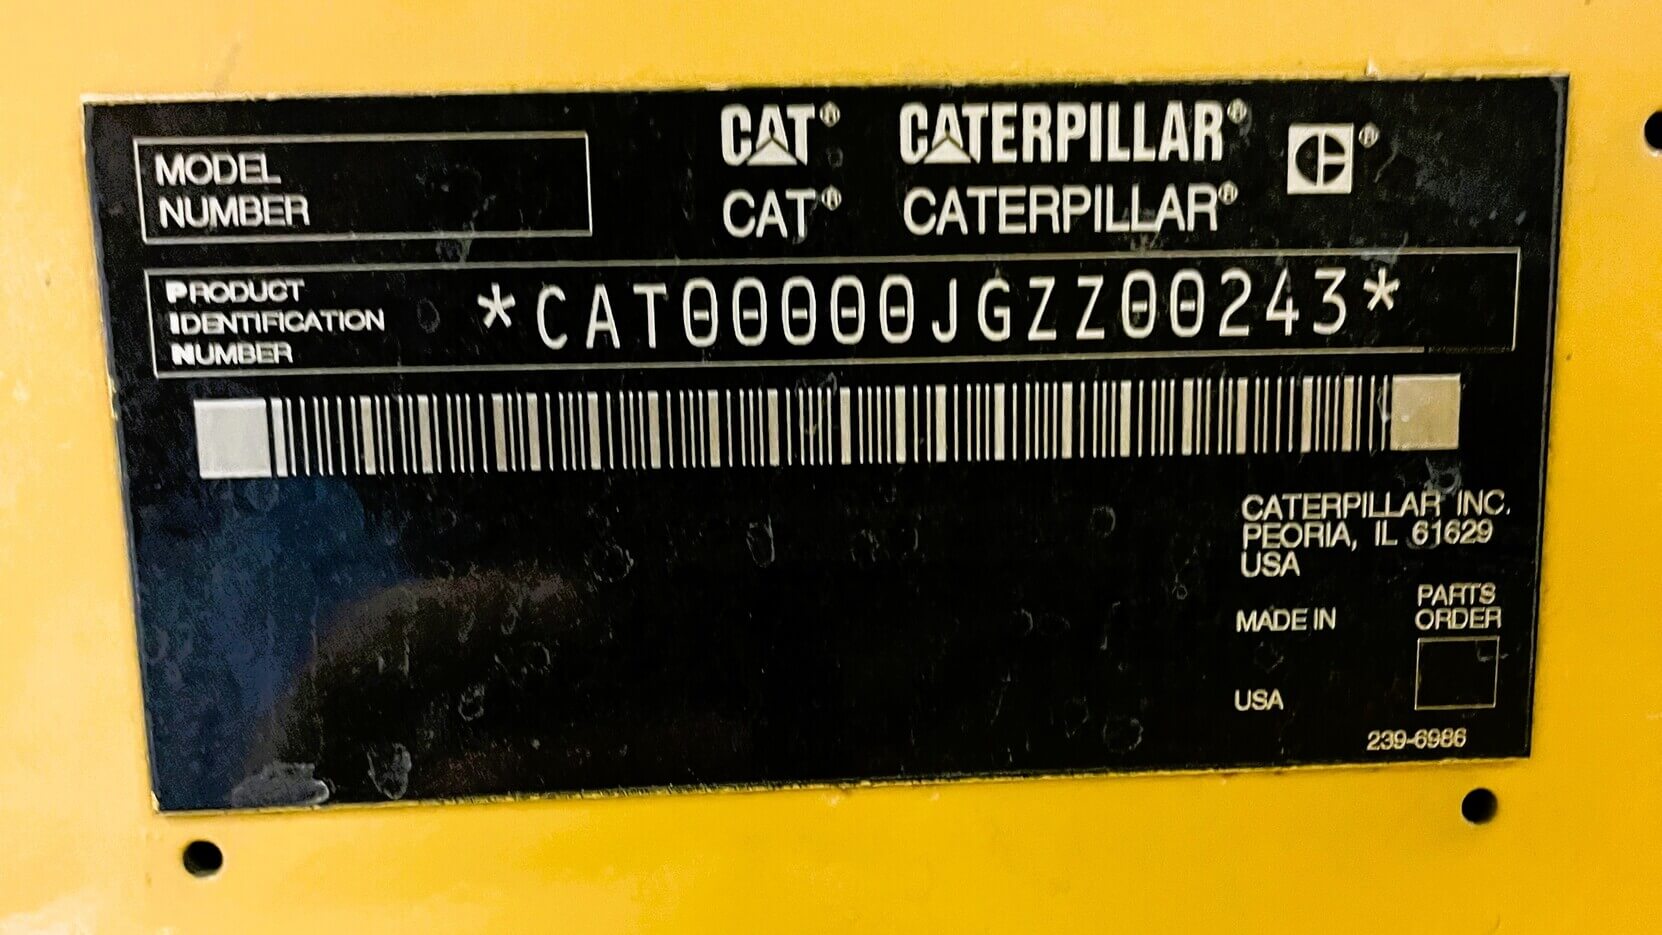 MODEL
NUMBER
CAT® CATERPILLAR® CE®
CAT® CATERPILLAR®
PRODUCT
IDENTIFICATION
NUMBER
*CAT00000JGZZ00243*
CATERPILLAR INC.
PEORIA, IL 61629
USA
MADE IN
USA
PARTS
ORDER
239-6986